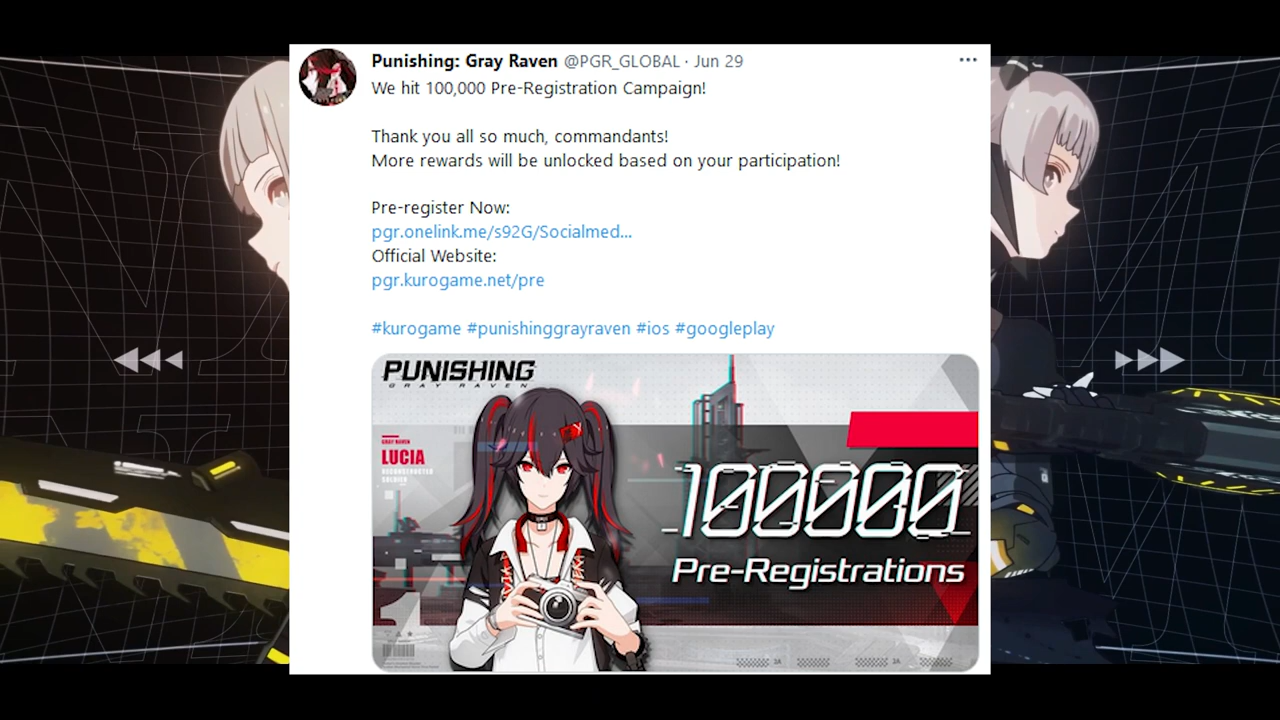 Punishing: Gray Raven @PGR_GLOBAL · Jun 29
We hit 100,000 Pre-Registration Campaign!
Thank you all so much, commandants!
More rewards will be unlocked based on your participation!
Pre-register Now:
pgr.onelink.me/s92G/Socialmed...
Official Website:
pgr.kurogame.net/pre
#kurogame #punishinggrayraven #ios #googleplay
PUNISHING
GRAY RAVEN
GRAY RAVEN
LUCIA
RECONSTRUCTED
SOLDIER
100000
Pre-Registrations